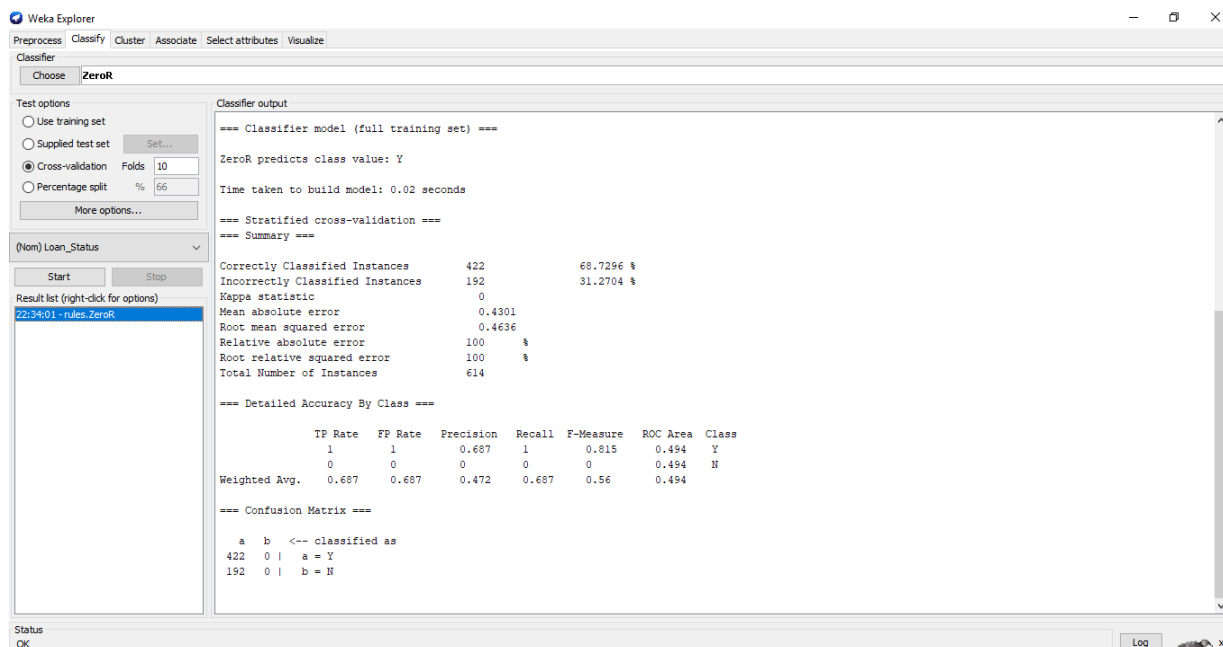 Weka Explorer
Preprocess Classify Cluster Associate Select attributes Visualize
Classifier
Choose ZeroR
Test options
Use training set
Supplied test set Set...
Cross-validation Folds 10
Percentage split % 66
More options...
(Nom) Loan_Status
Start Stop
Result list (right-click for options)
22:34:01 - rules.ZeroR
Classifier output
=== Classifier model (full training set) ===
ZeroR predicts class value: Y
Time taken to build model: 0.02 seconds
=== Stratified cross-validation ===
=== Summary ===
Correctly Classified Instances 422 68.7296 %
Incorrectly Classified Instances 192 31.2704 %
Kappa statistic 0
Mean absolute error 0.4301
Root mean squared error 0.4636
Relative absolute error 100 %
Root relative squared error 100 %
Total Number of Instances 614
=== Detailed Accuracy By Class ===
TP Rate FP Rate Precision Recall F-Measure ROC Area Class
1 1 0.687 1 0.815 0.494 Y
0 0 0 0 0 0.494 N
Weighted Avg. 0.687 0.687 0.472 0.687 0.56 0.494
=== Confusion Matrix ===
a b <-- classified as
422 0 | a = Y
192 0 | b = N
Status
OK
Log
x